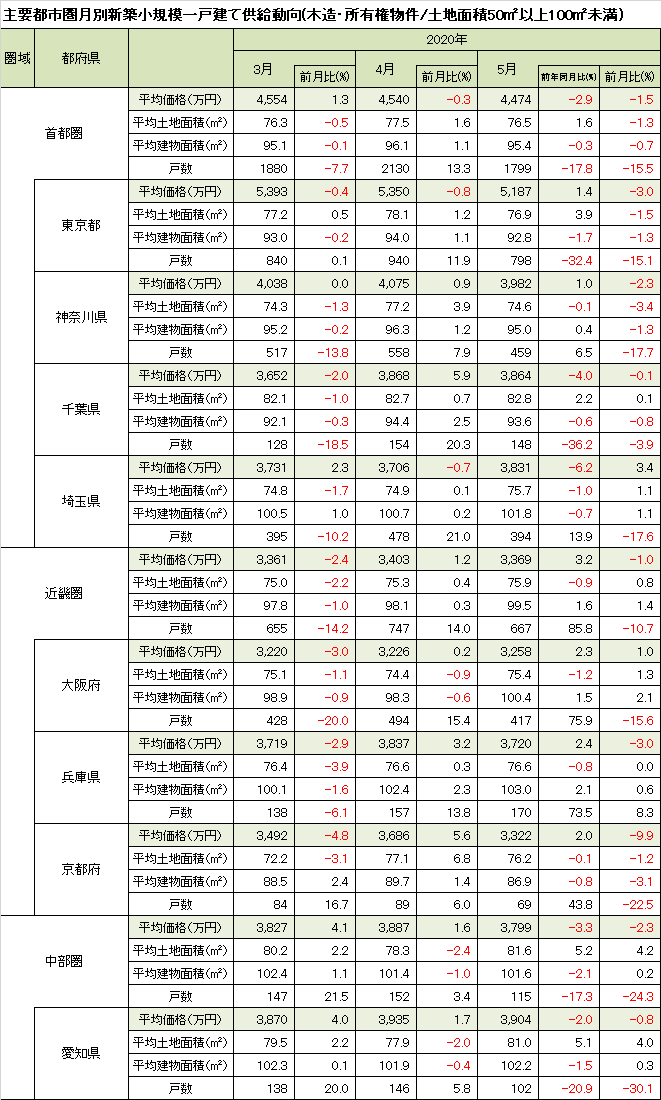 主要都市圏月別新築小規模一戸建て供給動向(木造・所有権物件/土地面積50㎡以上100㎡未満)
圏域 都府県 2020年
3月 前月比(%) 4月 前月比(%) 5月 前年同月比(%) 前月比(%)
首都圏
平均価格(万円) 4,554 1.3 4,540 -0.3 4,474 -2.9 -1.5
平均土地面積(㎡) 76.3 -0.5 77.5 1.6 76.5 1.6 -1.3
平均建物面積(㎡) 95.1 -0.1 96.1 1.1 95.4 -0.3 -0.7
戸数 1880 -7.7 2130 13.3 1799 -17.8 -15.5
東京都
平均価格(万円) 5,393 -0.4 5,350 -0.8 5,187 1.4 -3.0
平均土地面積(㎡) 77.2 0.5 78.1 1.2 76.9 3.9 -1.5
平均建物面積(㎡) 93.0 -0.2 94.0 1.1 92.8 -1.7 -1.3
戸数 840 0.1 940 11.9 798 -32.4 -15.1
神奈川県
平均価格(万円) 4,038 0.0 4,075 0.9 3,982 1.0 -2.3
平均土地面積(㎡) 74.3 -1.3 77.2 3.9 74.6 -0.1 -3.4
平均建物面積(㎡) 95.2 -0.2 96.3 1.2 95.0 0.4 -1.3
戸数 517 -13.8 558 7.9 459 6.5 -17.7
千葉県
平均価格(万円) 3,652 -2.0 3,868 5.9 3,864 -4.0 -0.1
平均土地面積(㎡) 82.1 -1.0 82.7 0.7 82.8 2.2 0.1
平均建物面積(㎡) 92.1 -0.3 94.4 2.5 93.6 -0.6 -0.8
戸数 128 -18.5 154 20.3 148 -36.2 -3.9
埼玉県
平均価格(万円) 3,731 2.3 3,706 -0.7 3,831 -6.2 3.4
平均土地面積(㎡) 74.8 -1.7 74.9 0.1 75.7 -1.0 1.1
平均建物面積(㎡) 100.5 1.0 100.7 0.2 101.8 -0.7 1.1
戸数 395 -10.2 478 21.0 394 13.9 -17.6
近畿圏
平均価格(万円) 3,361 -2.4 3,403 1.2 3,369 3.2 -1.0
平均土地面積(㎡) 75.0 -2.2 75.3 0.4 75.9 -0.9 0.8
平均建物面積(㎡) 97.8 -1.0 98.1 0.3 99.5 1.6 1.4
戸数 655 -14.2 747 14.0 667 85.8 -10.7
大阪府
平均価格(万円) 3,220 -3.0 3,226 0.2 3,258 2.3 1.0
平均土地面積(㎡) 75.1 -1.1 74.4 -0.9 75.4 -1.2 1.3
平均建物面積(㎡) 98.9 -0.9 98.3 -0.6 100.4 1.5 2.1
戸数 428 -20.0 494 15.4 417 75.9 -15.6
兵庫県
平均価格(万円) 3,719 -2.9 3,837 3.2 3,720 2.4 -3.0
平均土地面積(㎡) 76.4 -3.9 76.6 0.3 76.6 -0.8 0.0
平均建物面積(㎡) 100.1 -1.6 102.4 2.3 103.0 2.1 0.6
戸数 138 -6.1 157 13.8 170 73.5 8.3
京都府
平均価格(万円) 3,492 -4.8 3,686 5.6 3,322 2.0 -9.9
平均土地面積(㎡) 72.2 -3.1 77.1 6.8 76.2 -0.1 -1.2
平均建物面積(㎡) 88.5 2.4 89.7 1.4 86.9 -0.8 -3.1
戸数 84 16.7 89 6.0 69 43.8 -22.5
中部圏
平均価格(万円) 3,827 4.1 3,887 1.6 3,799 -3.3 -2.3
平均土地面積(㎡) 80.2 2.2 78.3 -2.4 81.6 5.2 4.2
平均建物面積(㎡) 102.4 1.1 101.4 -1.0 101.6 -2.1 0.2
戸数 147 21.5 152 3.4 115 -17.3 -24.3
愛知県
平均価格(万円) 3,870 4.0 3,935 1.7 3,904 -2.0 -0.8
平均土地面積(㎡) 79.5 2.2 77.9 -2.0 81.0 5.1 4.0
平均建物面積(㎡) 102.3 0.1 101.9 -0.4 102.2 -1.5 0.3
戸数 138 20.0 146 5.8 102 -20.9 -30.1